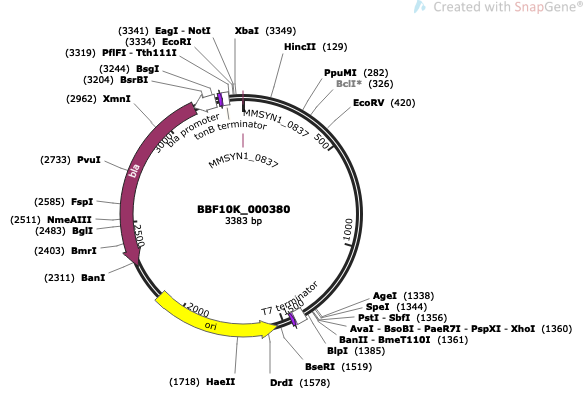 Created with SnapGene®
(3341) EagI - NotI
XbaI (3349)
(3334) EcoRI
HincII (129)
(3319) PflFI - Tth111I
(3244) BsgI
PpuMI (282)
(3204) BsrBI
BclI* (326)
(2962) XmnI
EcoRV (420)
MMSYN1_0837
bla promoter
tonB terminator
3000
500
MMSYN1_0837
(2733) PvuI
bla
(2585) FspI
BBF10K_000380
(2511) NmeAIII
3383 bp
(2483) BglI
2500
1000
(2403) BmrI
(2311) BanI
T7 terminator
AgeI (1338)
1500
SpeI (1344)
2000
PstI - SbfI (1356)
ori
AvaI - BsoBI - PaeR7I - PspXI - XhoI (1360)
BanII - BmeT110I (1361)
BlpI (1385)
BseRI (1519)
(1718) HaeII
DrdI (1578)